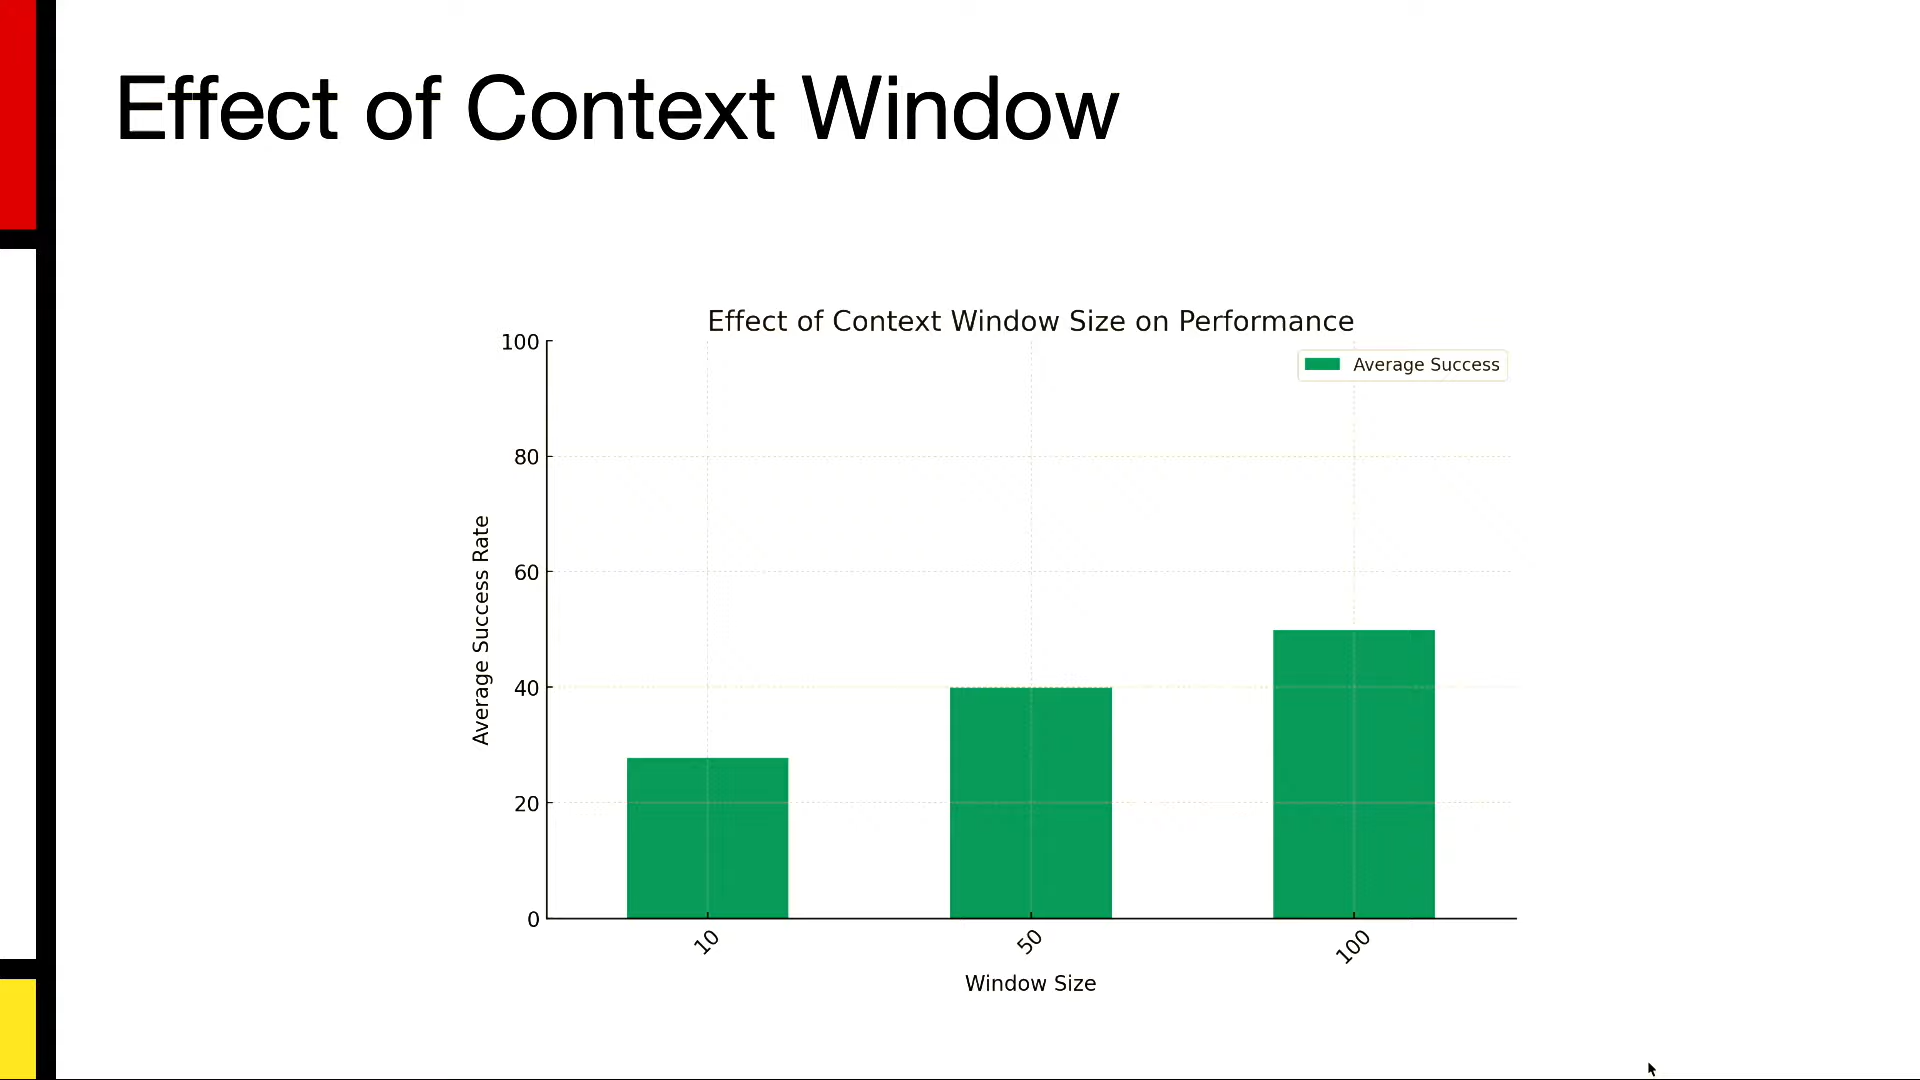 Effect of Context Window
Effect of Context Window Size on Performance
Average Success
100
80
60
40
20
0
Average Success Rate
10
50
100
Window Size